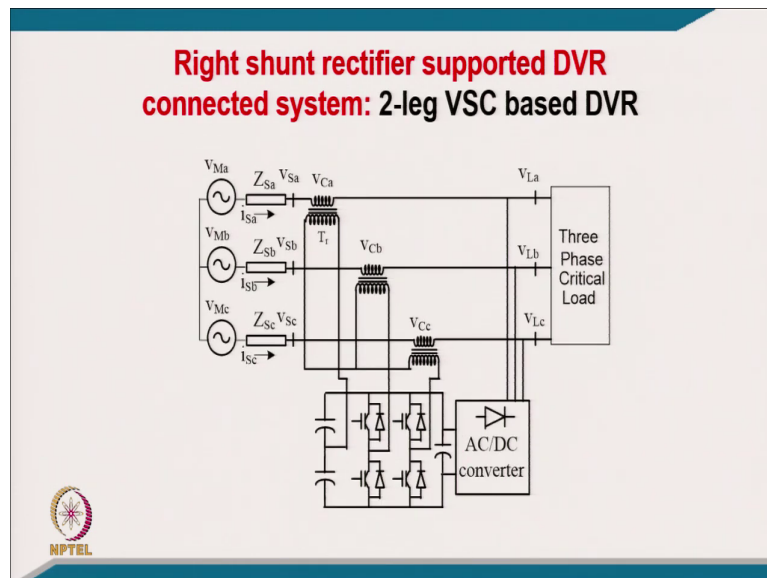 Right shunt rectifier supported DVR
connected system: 2-leg VSC based DVR
vMa ZSa vSa vCa vLa
iSa Tr
vMb ZSb vSb vCb vLb
Three
Phase
Critical
Load
vMc ZSc vSc vCc vLc
iSc
AC/DC
converter
NPTEL